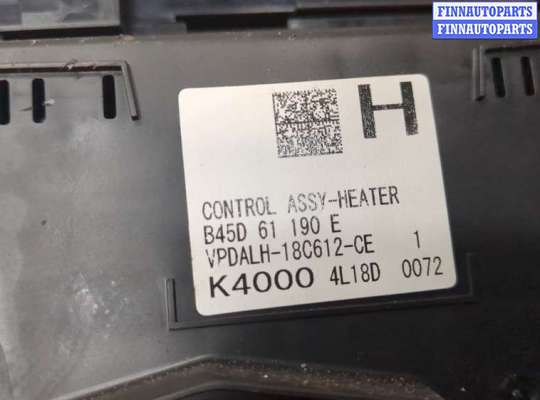 FINNAUTOPARTS
FINNAUTOPARTS
H
CONTROL ASSY-HEATER
B45D 61 190 E
VPDALH-18C612-CE 1
K4000 4L18D 0072